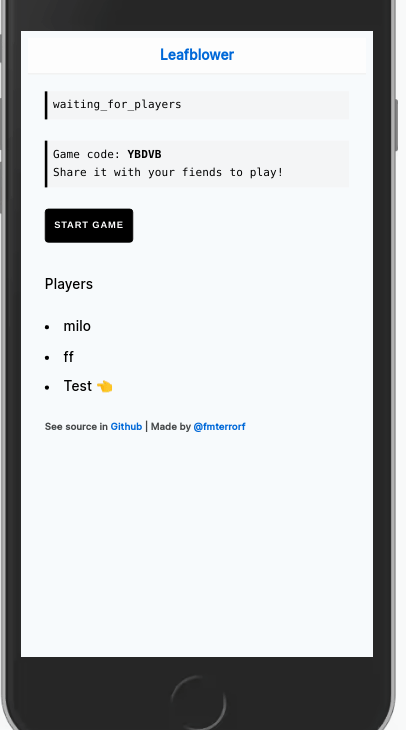 Leafblower
waiting_for_players
Game code: YBDVB
Share it with your fiends to play!
START GAME
Players
• milo
• ff
• Test 👈
See source in Github | Made by @fmterrorf